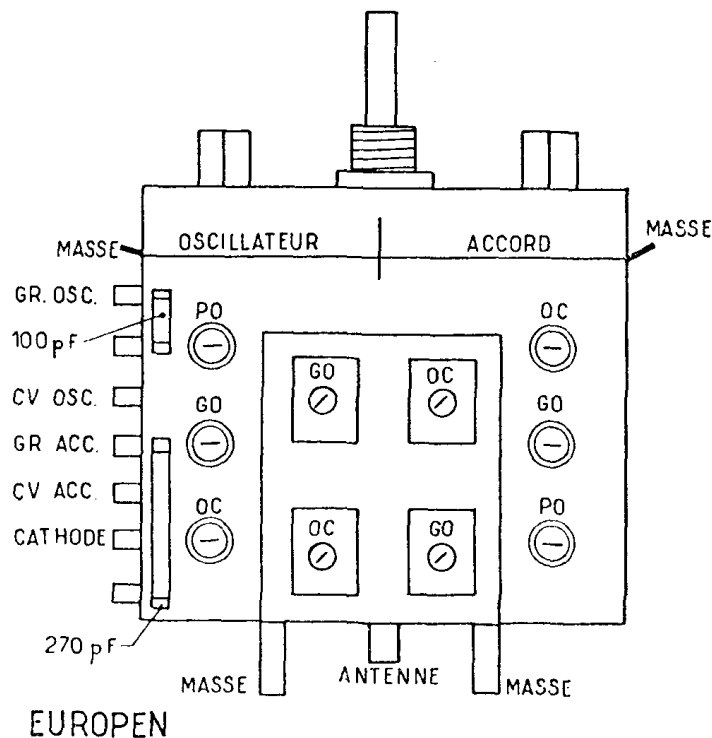 MASSE
OSCILLATEUR
ACCORD
MASSE
GR. OSC.
100 pF
PO
OC
CV OSC.
GO
OC
GR ACC.
GO
GO
CV ACC.
CATHODE
OC
OC
GO
PO
270 pF
MASSE
ANTENNE
MASSE
EUROPEN